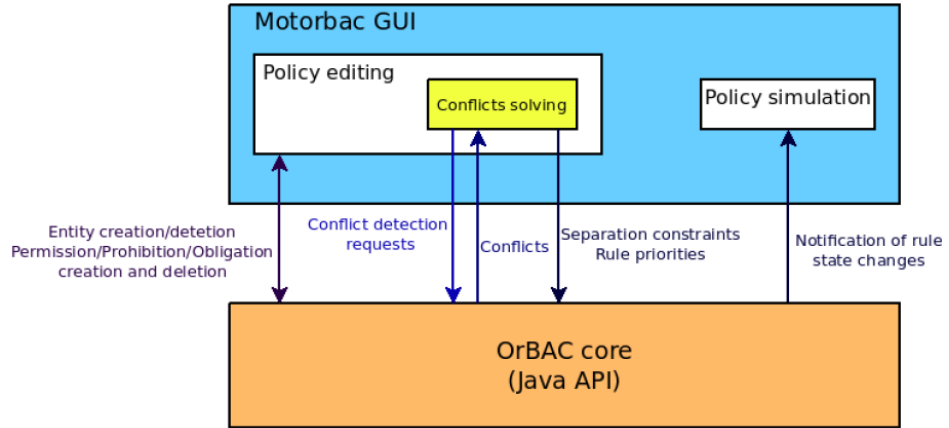 Motorbac GUI
Policy editing
Conflicts solving
Policy simulation
Entity creation/detetion
Permission/Prohibition/Obligation
creation and deletion
Conflict detection
requests
Conflicts
Separation constraints
Rule priorities
Notification of rule
state changes
OrBAC core
(Java API)